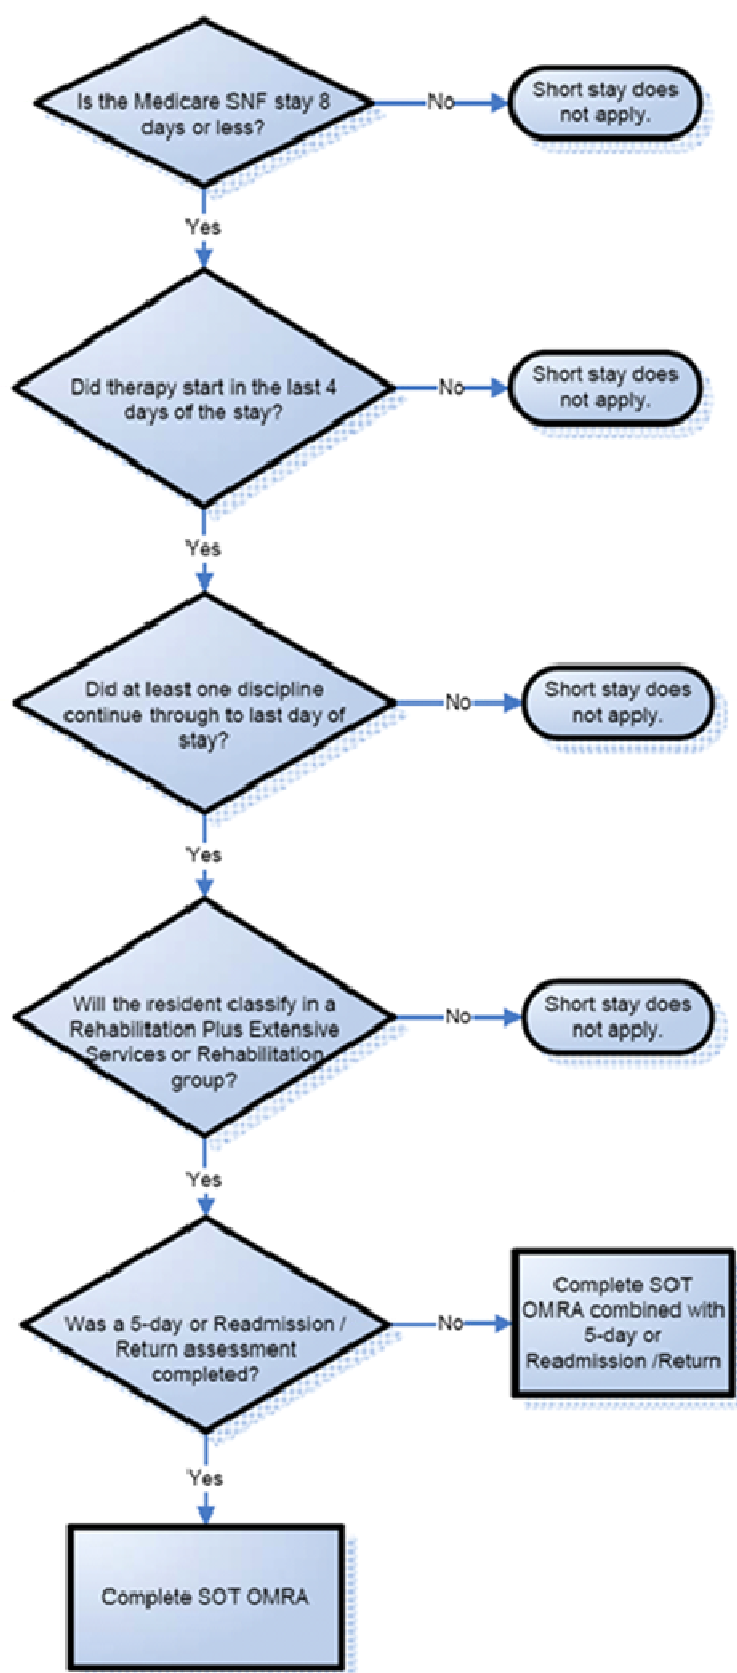 Is the Medicare SNF stay 8
days or less?
No
Short stay does
not apply.
Yes
Did therapy start in the last 4
days of the stay?
No
Short stay does
not apply.
Yes
Did at least one discipline
continue through to last day of
stay?
No
Short stay does
not apply.
Yes
Will the resident classify in a
Rehabilitation Plus Extensive
Services or Rehabilitation
group?
No
Short stay does
not apply.
Yes
Was a 5-day or Readmission /
Return assessment
completed?
No
Complete SOT
OMRA combined with
5-day or
Readmission /Return
Yes
Complete SOT OMRA